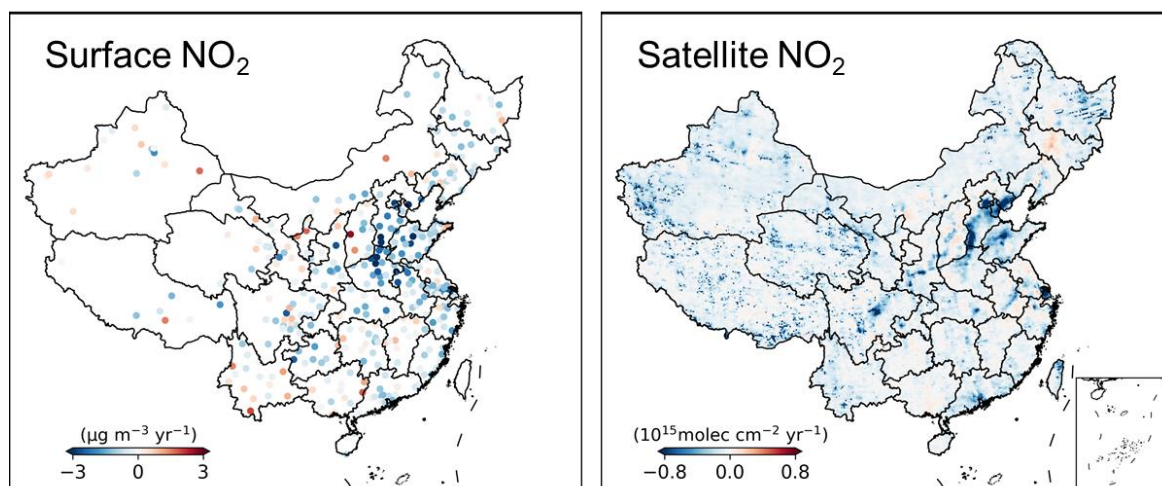 Surface NO₂
(μg m⁻³ yr⁻¹)
−3 0 3
Satellite NO₂
(10¹⁵molec cm⁻² yr⁻¹)
−0.8 0.0 0.8